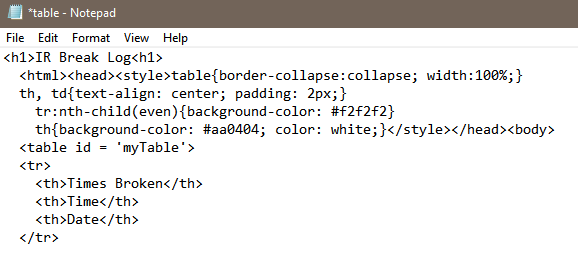 *table - Notepad
File Edit Format View Help
<h1>IR Break Log<h1>
<html><head><style>table{border-collapse:collapse; width:100%;}
th, td{text-align: center; padding: 2px;}
tr:nth-child(even){background-color: #f2f2f2}
th{background-color: #aa0404; color: white;}</style></head><body>
<table id = 'myTable'>
<tr>
<th>Times Broken</th>
<th>Time</th>
<th>Date</th>
</tr>